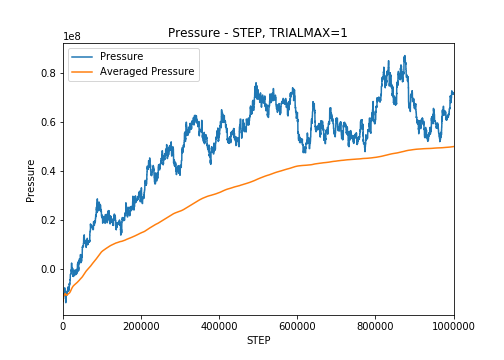 Pressure - STEP, TRIALMAX=1
1e8
Pressure
Averaged Pressure
0.8
0.6
0.4
0.2
0.0
Pressure
0 200000 400000 600000 800000 1000000
STEP